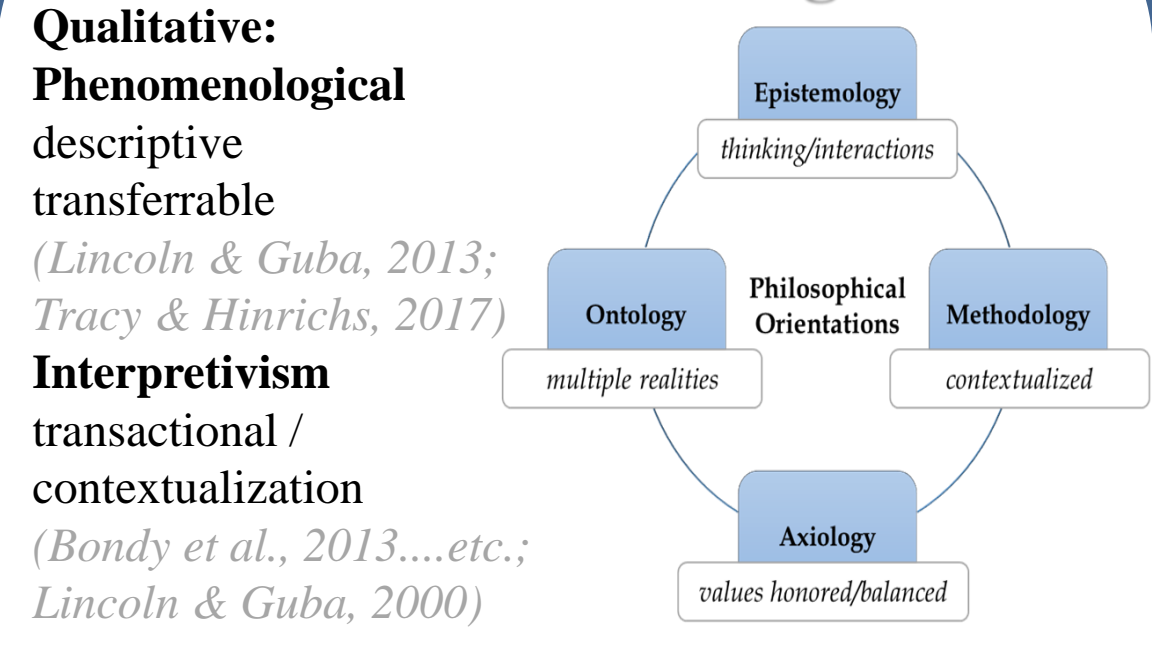 Qualitative:
Phenomenological
descriptive
transferrable
(Lincoln & Guba, 2013;
Tracy & Hinrichs, 2017)
Interpretivism
transactional /
contextualization
(Bondy et al., 2013....etc.;
Lincoln & Guba, 2000)
Epistemology
thinking/interactions
Ontology
multiple realities
Philosophical
Orientations
Methodology
contextualized
Axiology
values honored/balanced